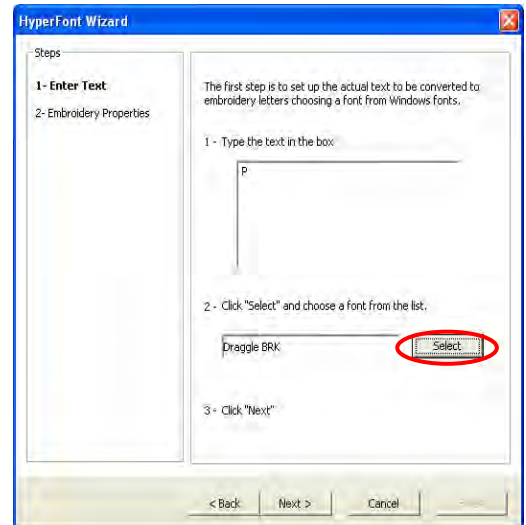 HyperFont Wizard
Steps
1- Enter Text
2- Embroidery Properties
The first step is to set up the actual text to be converted to
embroidery letters choosing a font from Windows fonts.
1 - Type the text in the box
P
2 - Click "Select" and choose a font from the list.
Draggle BRK
Select
3 - Click "Next"
< Back
Next >
Cancel